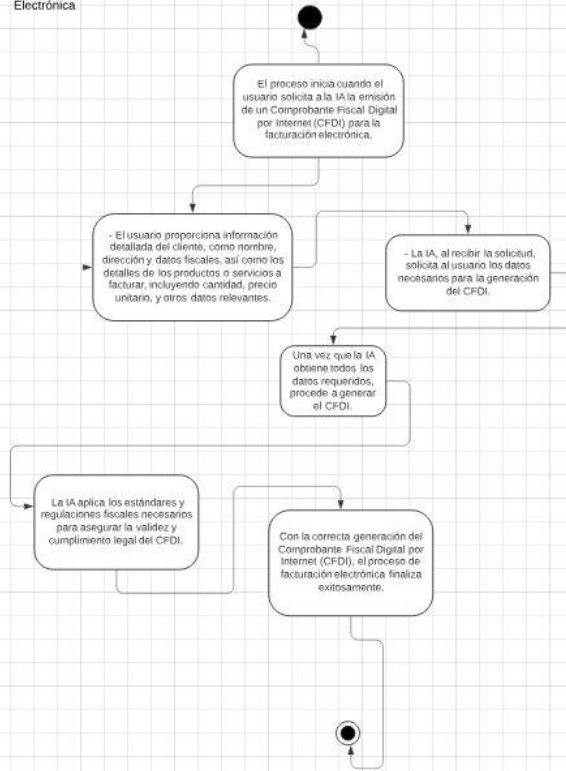 Electrónica
El proceso inicia cuando el
usuario solicita a la IA la emisión
de un Comprobante Fiscal Digital
por Internet (CFDI) para la
facturación electrónica.
- El usuario proporciona información
detallada del cliente, como nombre,
dirección y datos fiscales, así como los
detalles de los productos o servicios a
facturar, incluyendo cantidad, precio
unitario, y otros datos relevantes.
- La IA, al recibir la solicitud,
solicita al usuario los datos
necesarios para la generación
del CFDI.
Una vez que la IA
obtiene todos los
datos requeridos,
procede a generar
el CFDI.
La IA aplica los estándares y
regulaciones fiscales necesarios
para asegurar la validez y
cumplimiento legal del CFDI.
Con la correcta generación del
Comprobante Fiscal Digital por
Internet (CFDI), el proceso de
facturación electrónica finaliza
exitosamente.